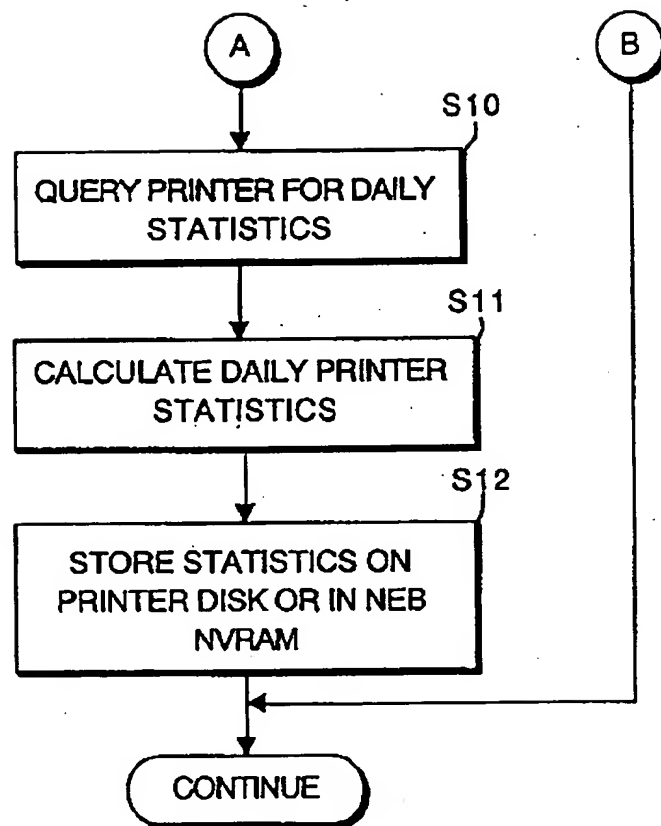 A
B
S10
QUERY PRINTER FOR DAILY
STATISTICS
S11
CALCULATE DAILY PRINTER
STATISTICS
S12
STORE STATISTICS ON
PRINTER DISK OR IN NEB
NVRAM
CONTINUE